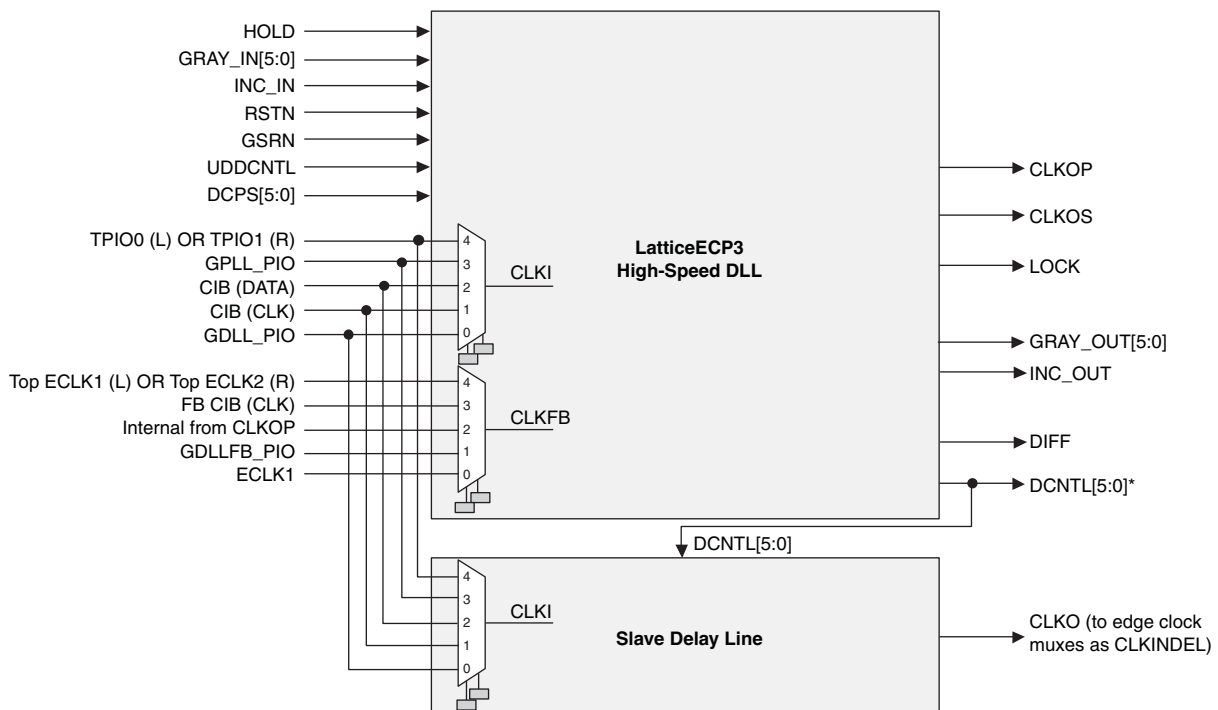 HOLD
GRAY_IN[5:0]
INC_IN
RSTN
GSRN
UDDCNTL
DCPS[5:0]
TPIO0 (L) OR TPIO1 (R)
GPLL_PIO
CIB (DATA)
CIB (CLK)
GDLL_PIO
4
3
2
1
0
CLKI
LatticeECP3
High-Speed DLL
Top ECLK1 (L) OR Top ECLK2 (R)
FB CIB (CLK)
Internal from CLKOP
GDLLFB_PIO
ECLK1
4
3
2
1
0
CLKFB
CLKOP
CLKOS
LOCK
GRAY_OUT[5:0]
INC_OUT
DIFF
DCNTL[5:0]*
DCNTL[5:0]
4
3
2
1
0
CLKI
Slave Delay Line
CLKO (to edge clock
muxes as CLKINDEL)